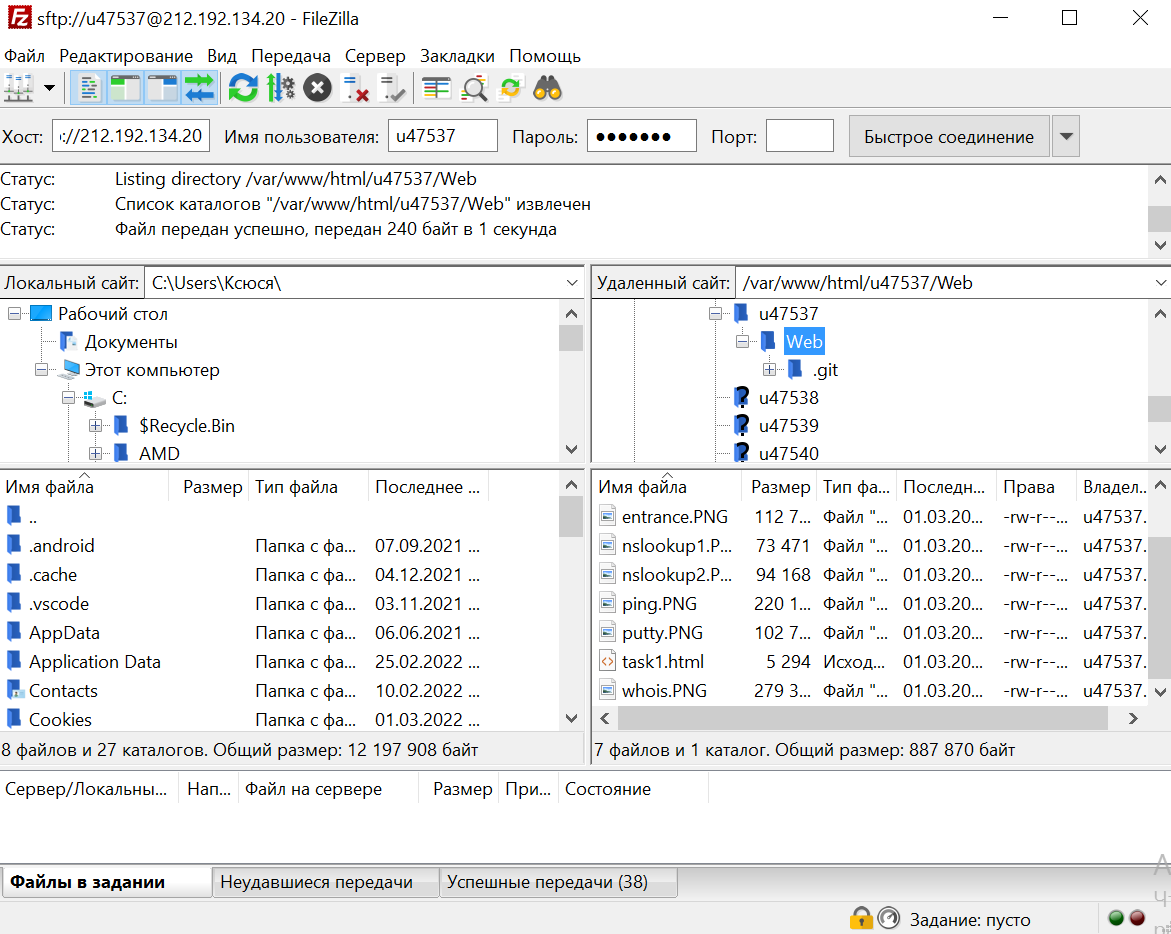 sftp://u47537@212.192.134.20 - FileZilla
Файл Редактирование Вид Передача Сервер Закладки Помощь
Хост: ://212.192.134.20 Имя пользователя: u47537 Пароль: ●●●●●●● Порт: Быстрое соединение
Статус: Listing directory /var/www/html/u47537/Web
Статус: Список каталогов "/var/www/html/u47537/Web" извлечен
Статус: Файл передан успешно, передан 240 байт в 1 секунда
Локальный сайт: C:\Users\Ксюся\
Рабочий стол
Документы
Этот компьютер
C:
$Recycle.Bin
AMD
Удаленный сайт: /var/www/html/u47537/Web
u47537
Web
.git
u47538
u47539
u47540
Имя файла Размер Тип файла Последнее ...
..
.android Папка с фа... 07.09.2021 ...
.cache Папка с фа... 04.12.2021 ...
.vscode Папка с фа... 03.11.2021 ...
AppData Папка с фа... 06.06.2021 ...
Application Data Папка с фа... 25.02.2022 ...
Contacts Папка с фа... 10.02.2022 ...
Cookies Папка с фа... 01.03.2022 ...
8 файлов и 27 каталогов. Общий размер: 12 197 908 байт
Имя файла Размер Тип фа... Последн... Права Владел...
entrance.PNG 112 7... Файл "... 01.03.20... -rw-r--... u47537.
nslookup1.P... 73 471 Файл "... 01.03.20... -rw-r--... u47537.
nslookup2.P... 94 168 Файл "... 01.03.20... -rw-r--... u47537.
ping.PNG 220 1... Файл "... 01.03.20... -rw-r--... u47537.
putty.PNG 102 7... Файл "... 01.03.20... -rw-r--... u47537.
task1.html 5 294 Исход... 01.03.20... -rw-r--... u47537.
whois.PNG 279 3... Файл "... 01.03.20... -rw-r--... u47537.
7 файлов и 1 каталог. Общий размер: 887 870 байт
Сервер/Локальны... Нап... Файл на сервере Размер При... Состояние
Файлы в задании Неудавшиеся передачи Успешные передачи (38)
Задание: пусто